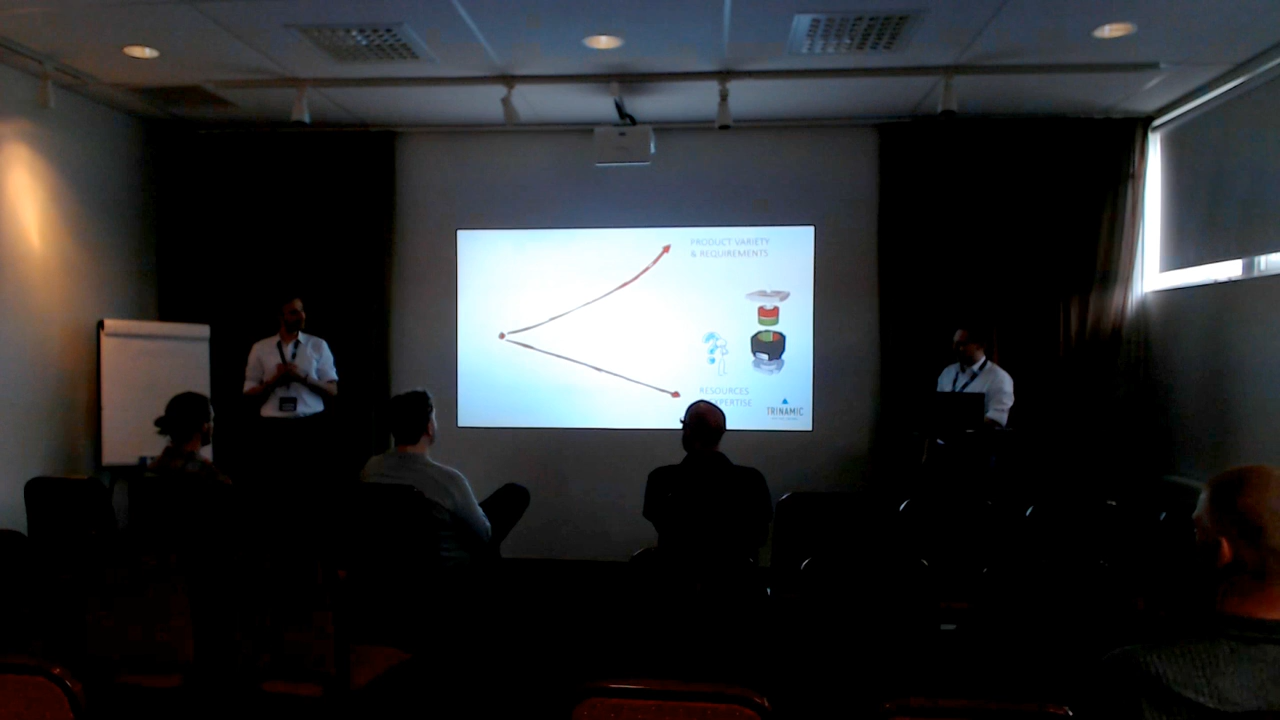 PRODUCT VARIETY
& REQUIREMENTS
RESOURCES
EXPERTISE
TRINAMIC